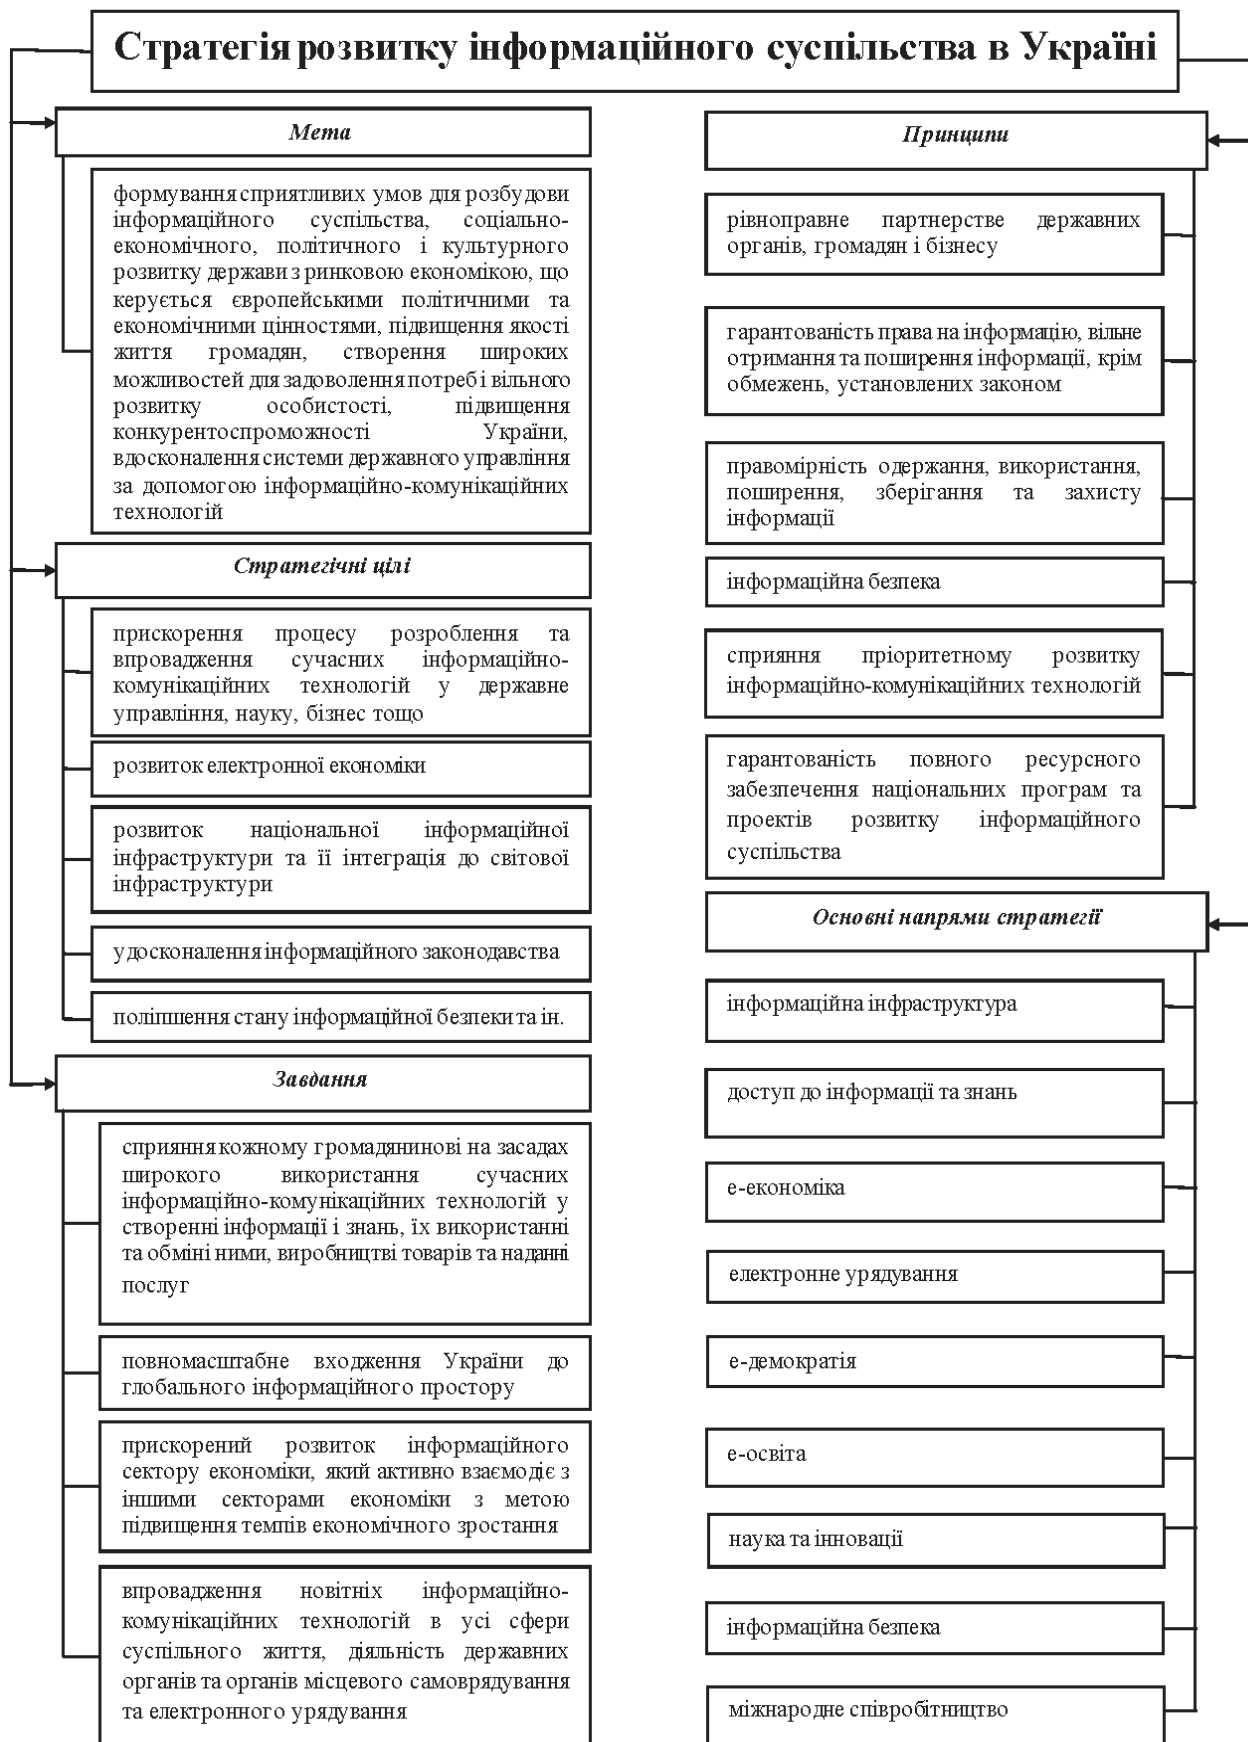 Стратегія розвитку інформаційного суспільства в Україні
Мета
формування сприятливих умов для розбудови
інформаційного суспільства, соціально-
економічного, політичного і культурного
розвитку держави з ринковою економікою, що
керується європейськими політичними та
економічними цінностями, підвищення якості
життя громадян, створення широких
можливостей для задоволення потреб і вільного
розвитку особистості, підвищення
конкурентоспроможності України,
вдосконалення системи державного управління
за допомогою інформаційно-комунікаційних
технологій
Стратегічні цілі
прискорення процесу розроблення та
впровадження сучасних інформаційно-
комунікаційних технологій у державне
управління, науку, бізнес тощо
розвиток електронної економіки
розвиток національної інформаційної
інфраструктури та її інтеграція до світової
інфраструктури
удосконалення інформаційного законодавства
поліпшення стану інформаційної безпеки та ін.
Завдання
сприяння кожному громадянинові на засадах
широкого використання сучасних
інформаційно-комунікаційних технологій у
створенні інформації і знань, їх використанні
та обміні ними, виробництві товарів та наданні
послуг
повномасштабне входження України до
глобального інформаційного простору
прискорений розвиток інформаційного
сектору економіки, який активно взаємодіє з
іншими секторами економіки з метою
підвищення темпів економічного зростання
впровадження новітніх інформаційно-
комунікаційних технологій в усі сфери
суспільного життя, діяльність державних
органів та органів місцевого самоврядування
та електронного урядування
Принципи
рівноправне партнерстве державних
органів, громадян і бізнесу
гарантованість права на інформацію, вільне
отримання та поширення інформації, крім
обмежень, установлених законом
правомірність одержання, використання,
поширення, зберігання та захисту
інформації
інформаційна безпека
сприяння пріоритетному розвитку
інформаційно-комунікаційних технологій
гарантованість повного ресурсного
забезпечення національних програм та
проектів розвитку інформаційного
суспільства
Основні напрями стратегії
інформаційна інфраструктура
доступ до інформації та знань
е-економіка
електронне урядування
е-демократія
е-освіта
наука та інновації
інформаційна безпека
міжнародне співробітництво